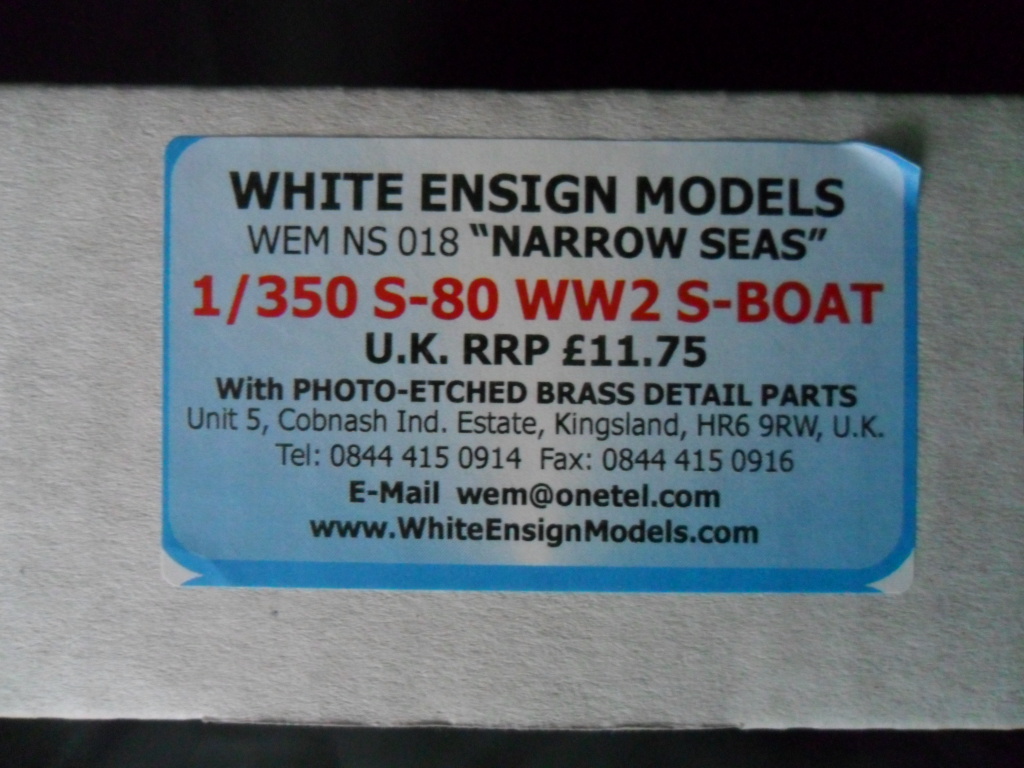 WHITE ENSIGN MODELS
WEM NS 018 "NARROW SEAS"
1/350 S-80 WW2 S-BOAT
U.K. RRP £11.75
With PHOTO-ETCHED BRASS DETAIL PARTS
Unit 5, Cobnash Ind. Estate, Kingsland, HR6 9RW, U.K.
Tel: 0844 415 0914 Fax: 0844 415 0916
E-Mail wem@onetel.com
www.WhiteEnsignModels.com